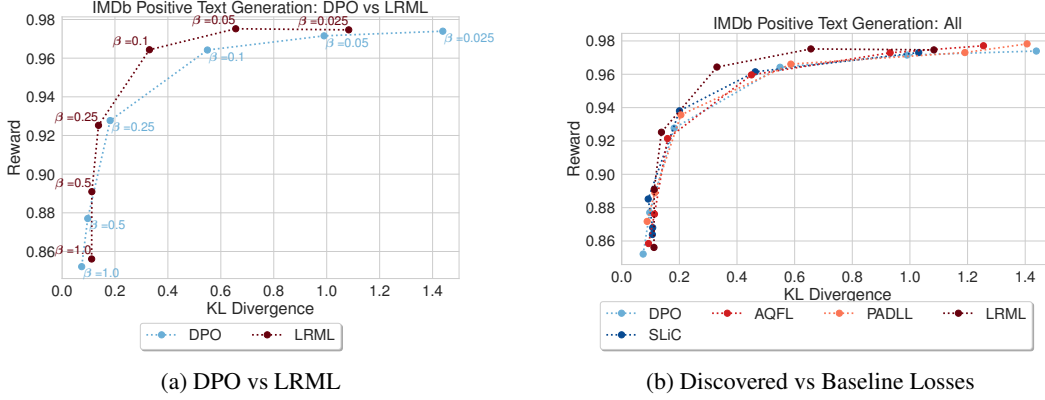 IMDb Positive Text Generation: DPO vs LRML
0.98
0.96
0.94
0.92
0.90
0.88
0.86
Reward
β =0.05
β =0.025
β =0.1
β =0.05
β =0.025
β =0.1
β =0.25
β =0.25
β =0.5
β =0.5
β =1.0
β =1.0
0.0 0.2 0.4 0.6 0.8 1.0 1.2 1.4
KL Divergence
DPO LRML
(a) DPO vs LRML
IMDb Positive Text Generation: All
0.98
0.96
0.94
0.92
0.90
0.88
0.86
Reward
0.0 0.2 0.4 0.6 0.8 1.0 1.2 1.4
KL Divergence
DPO AQFL PADLL LRML
SLiC
(b) Discovered vs Baseline Losses